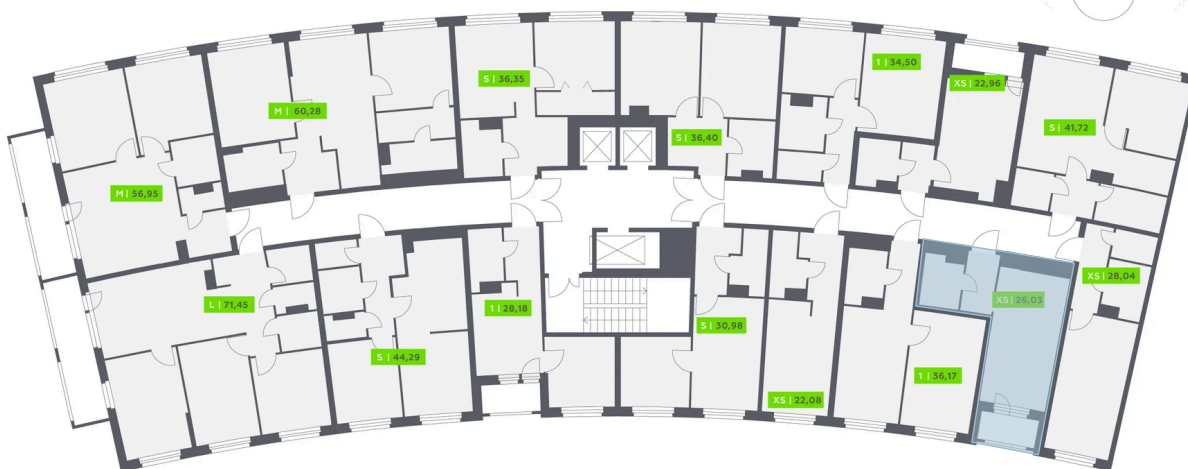 S | 36,35
1 | 34,50
XS | 22,96
M | 60,28
S | 41,72
S | 36,40
M | 56,95
XS | 28,04
L | 71,45
XS | 26,03
1 | 28,18
S | 30,98
S | 44,29
1 | 36,17
XS | 22,08